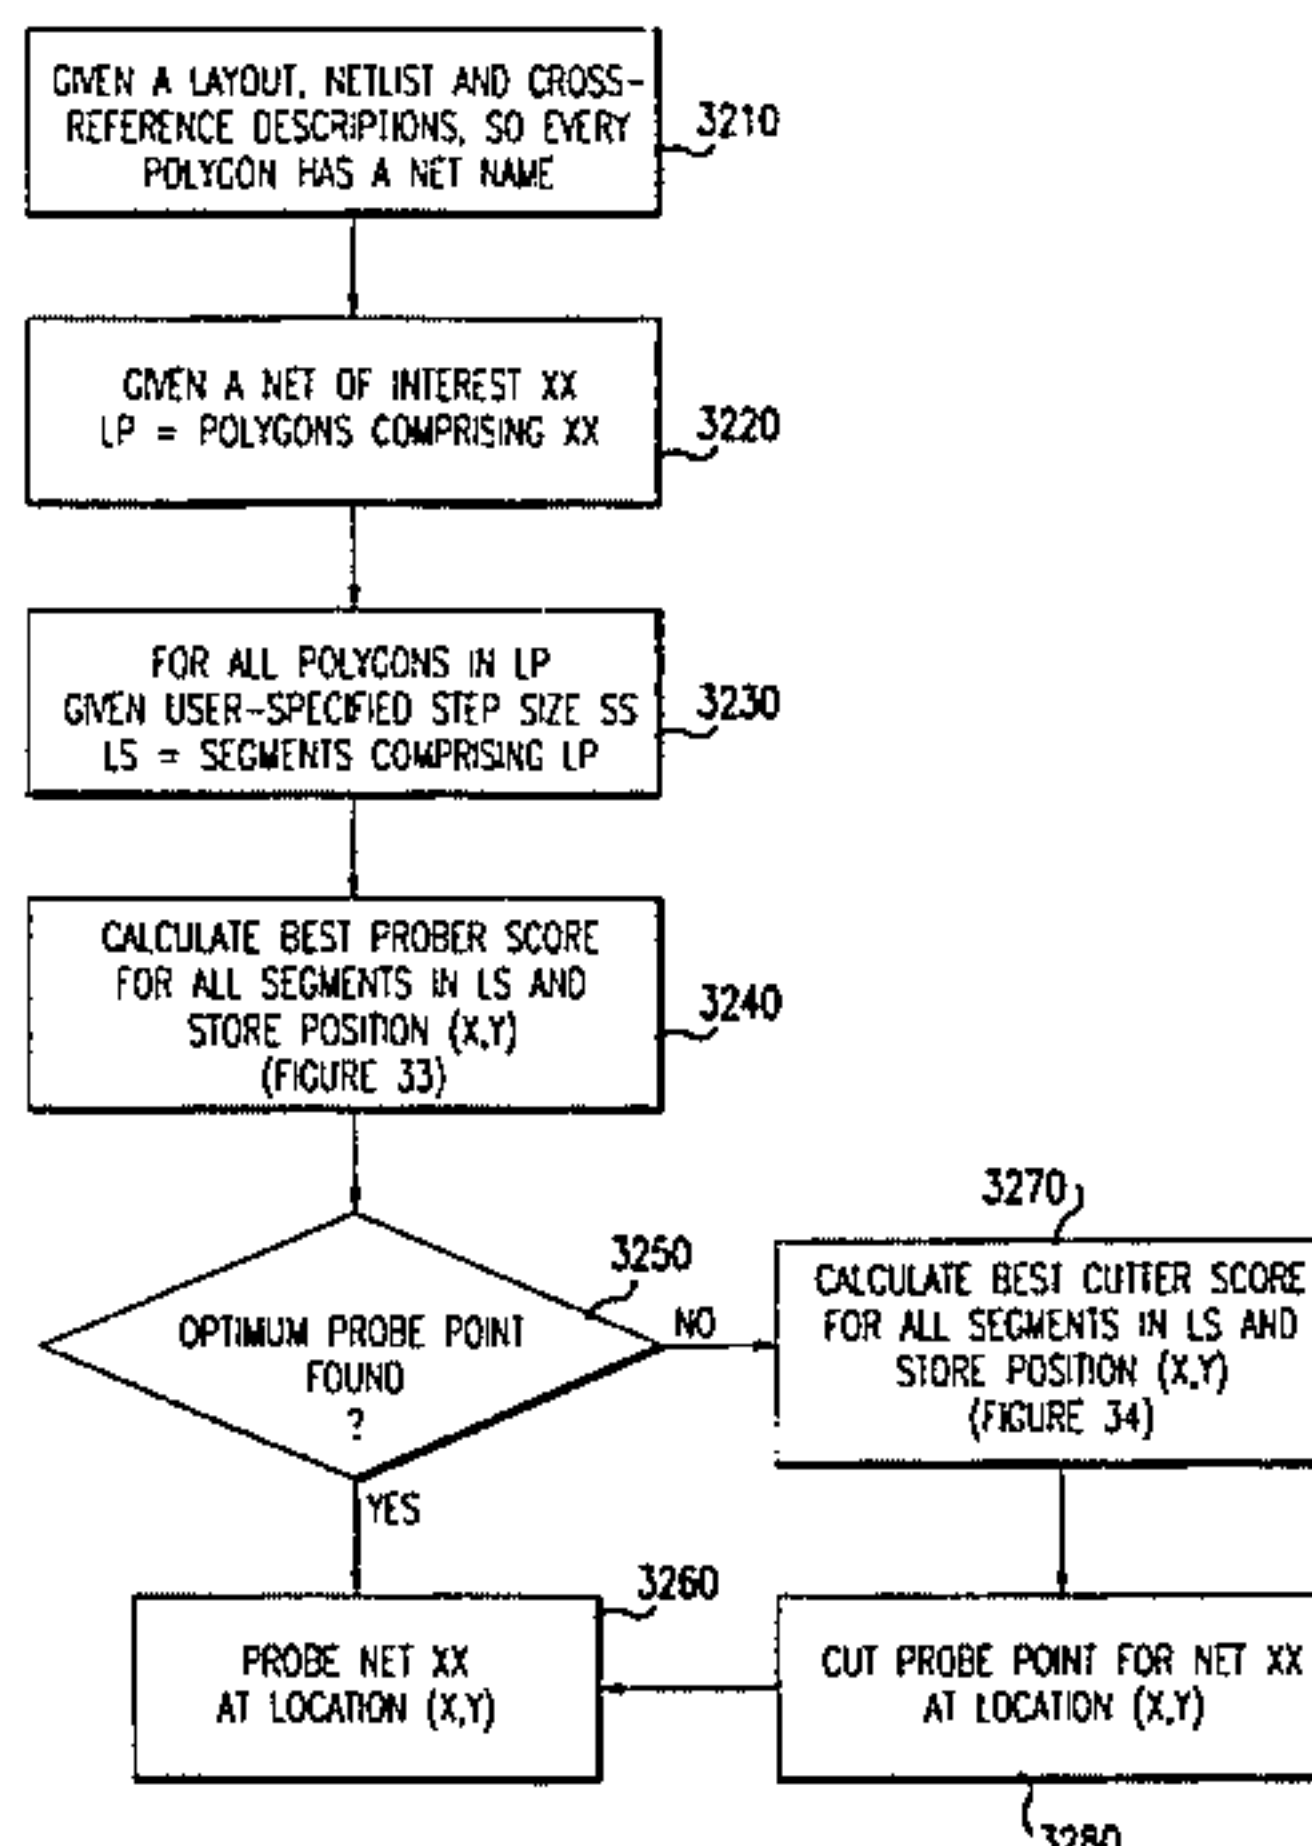 GIVEN A LAYOUT, NETLIST AND CROSS-
REFERENCE DESCRIPTIONS, SO EVERY
POLYGON HAS A NET NAME
3210
GIVEN A NET OF INTEREST XX
LP = POLYGONS COMPRISING XX
3220
FOR ALL POLYGONS IN LP
GIVEN USER-SPECIFIED STEP SIZE SS
LS = SEGMENTS COMPRISING LP
3230
CALCULATE BEST PROBER SCORE
FOR ALL SEGMENTS IN LS AND
STORE POSITION (X,Y)
(FIGURE 33)
3240
OPTIMUM PROBE POINT
FOUND
?
3250
NO
YES
3270
CALCULATE BEST CUTTER SCORE
FOR ALL SEGMENTS IN LS AND
STORE POSITION (X,Y)
(FIGURE 34)
PROBE NET XX
AT LOCATION (X,Y)
3260
CUT PROBE POINT FOR NET XX
AT LOCATION (X,Y)
3280